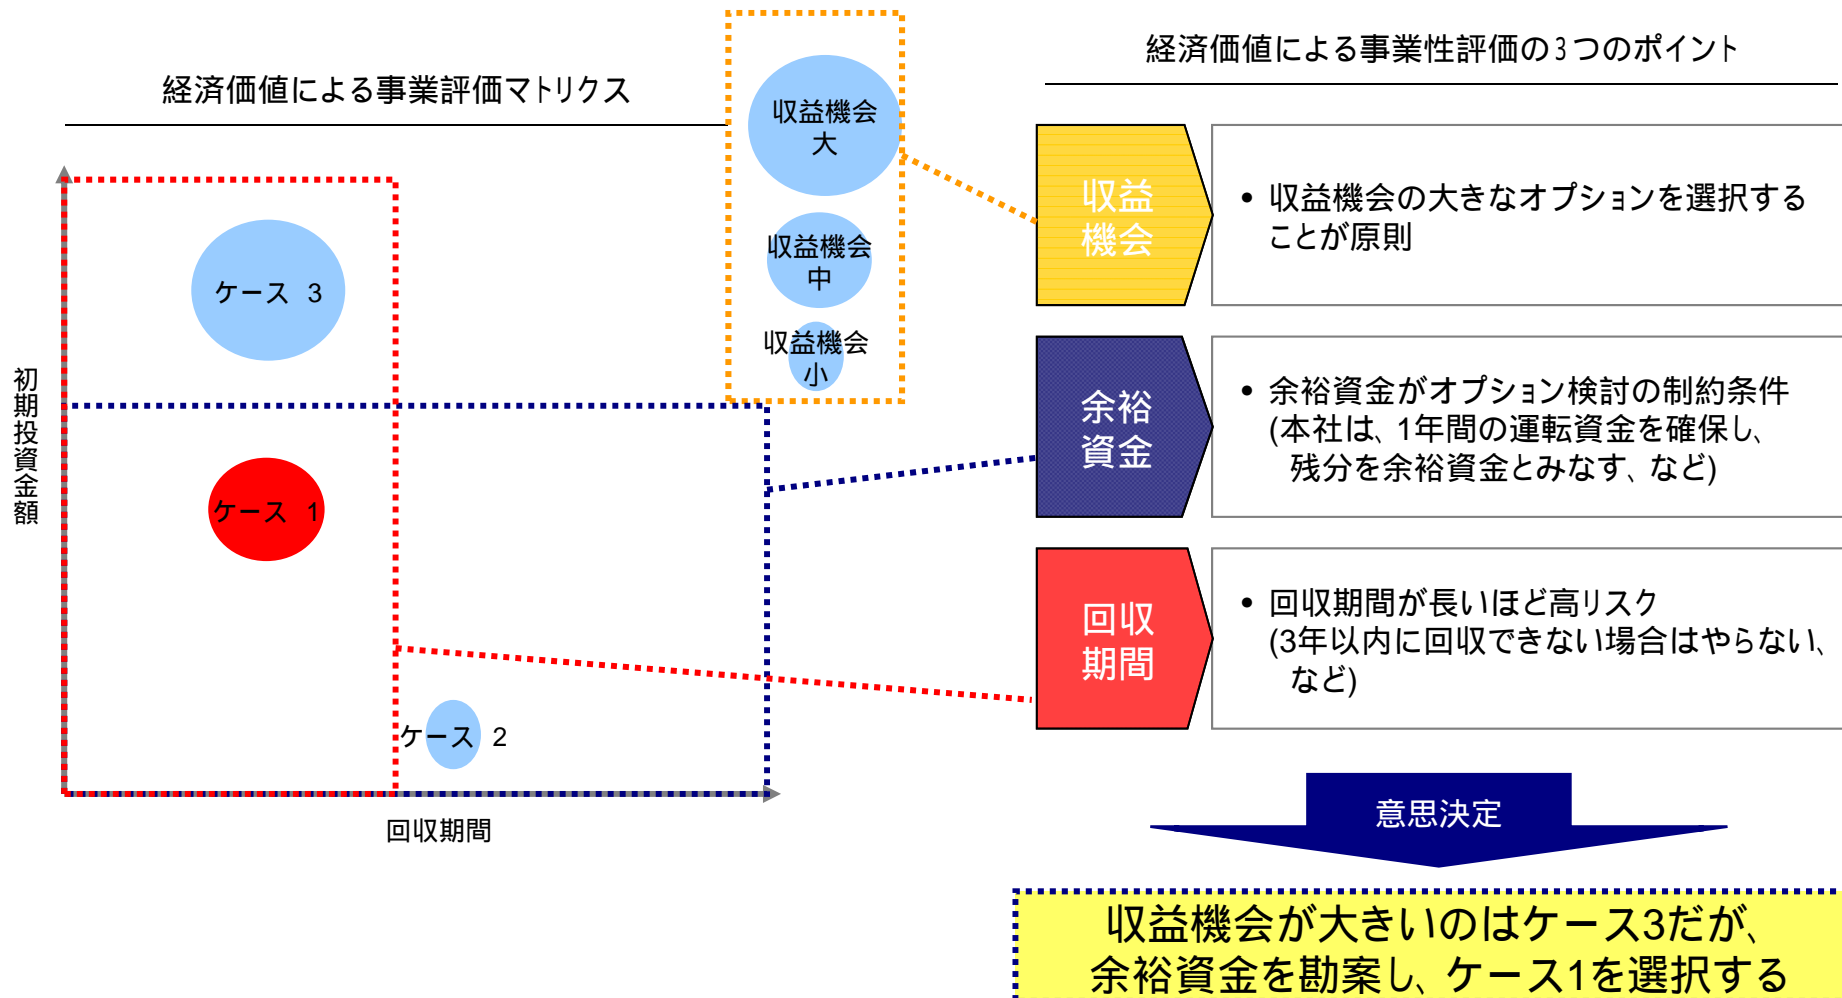 経済価値による事業評価マトリクス
収益機会
大
収益機会
中
収益機会
小
ケース 3
ケース 1
ケース 2
初期投資金額
回収期間
経済価値による事業性評価の3つのポイント
収益
機会
• 収益機会の大きなオプションを選択する
ことが原則
余裕
資金
• 余裕資金がオプション検討の制約条件
(本社は、1年間の運転資金を確保し、
残分を余裕資金とみなす、など)
回収
期間
• 回収期間が長いほど高リスク
(3年以内に回収できない場合はやらない、
など)
意思決定
収益機会が大きいのはケース3だが、
余裕資金を勘案し、ケース1を選択する